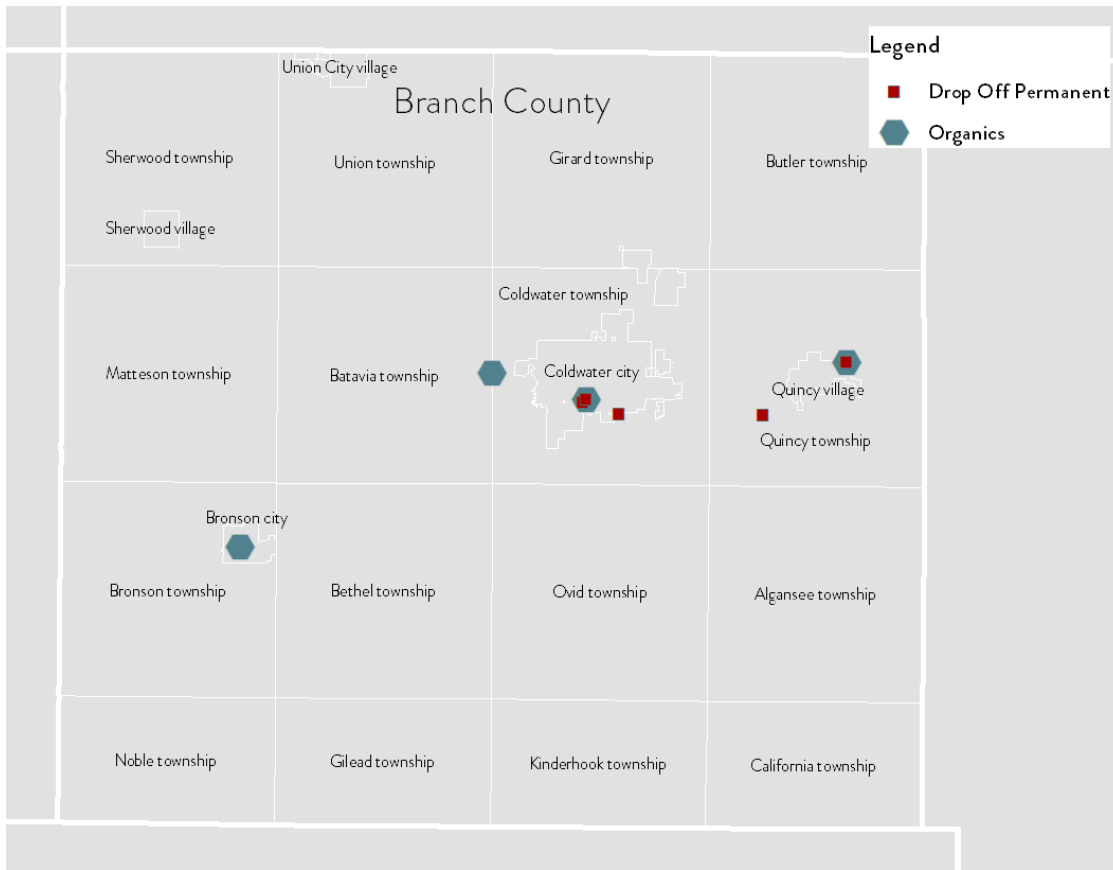 Legend
Drop Off Permanent
Organics
Union City village
Branch County
Sherwood township
Union township
Girard township
Butler township
Sherwood village
Coldwater township
Matteson township
Batavia township
Coldwater city
Quincy village
Quincy township
Bronson city
Bronson township
Bethel township
Ovid township
Algansee township
Noble township
Gilead township
Kinderhook township
California township